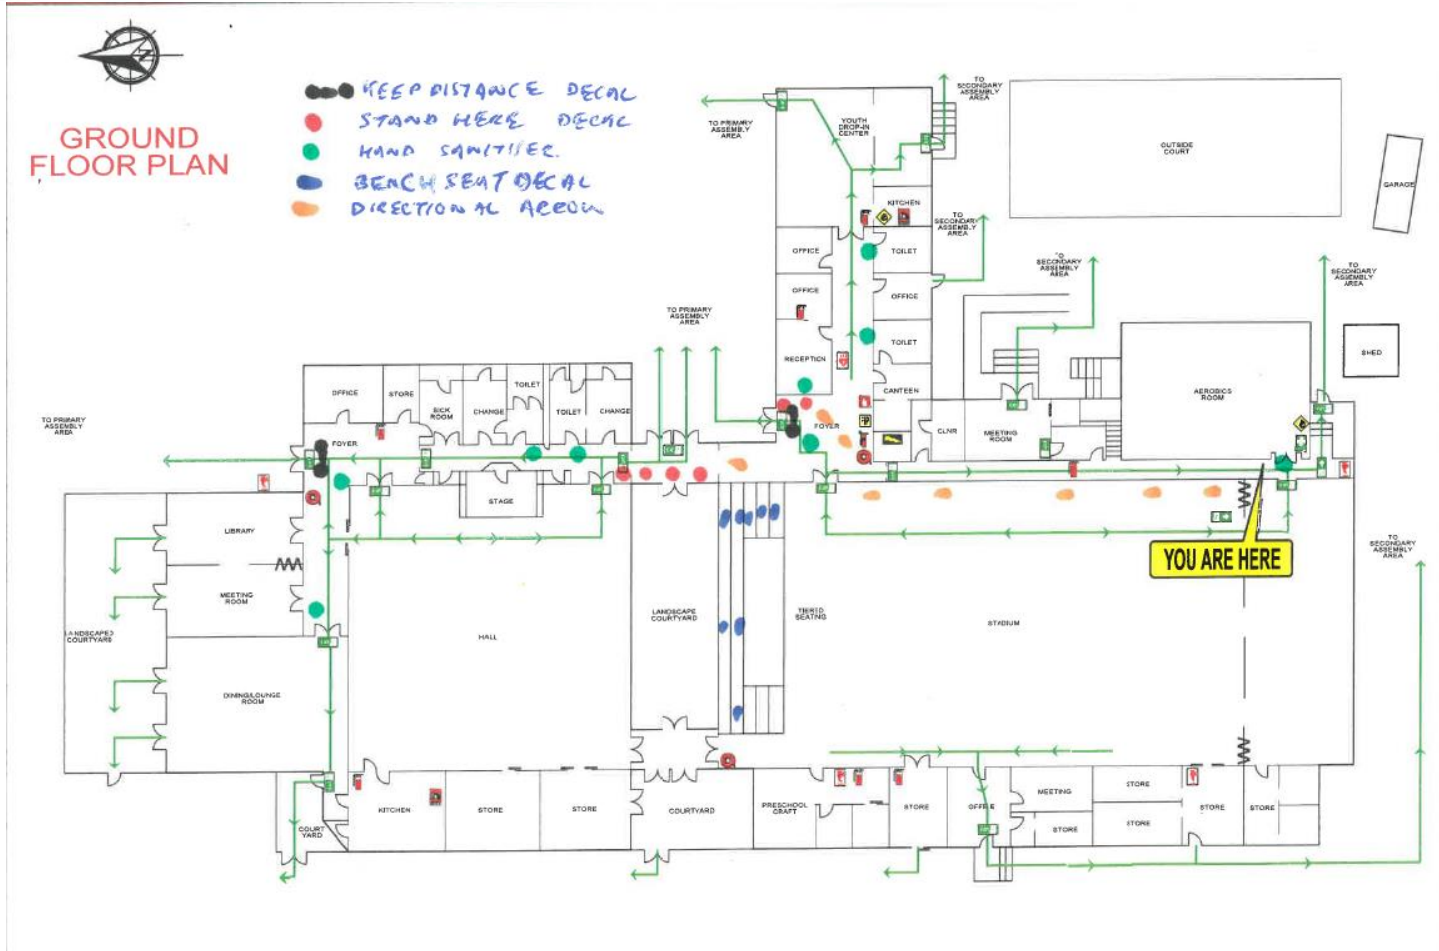 GROUND
FLOOR PLAN
KEEP DISTANCE DECAL
STAND HERE DECAL
HAND SANITISER.
BENCH SEAT DECAL
DIRECTIONAL ARROW
TO
SECONDARY
ASSEMBLY
AREA
TO PRIMARY
ASSEMBLY
AREA
YOUTH
DROP-IN
CENTER
OUTSIDE
COURT
GARAGE
KITCHEN
TO
SECONDARY
ASSEMBLY
AREA
OFFICE
TOILET
TO
SECONDARY
ASSEMBLY
AREA
TO
SECONDARY
ASSEMBLY
AREA
OFFICE
OFFICE
TO PRIMARY
ASSEMBLY
AREA
TOILET
RECEPTION
SHED
CANTEEN
OFFICE
STORE
SICK
ROOM
CHANGE
TOILET
TOILET
CHANGE
AEROBICS
ROOM
TO PRIMARY
ASSEMBLY
AREA
FOYER
FOYER
CLNR
MEETING
ROOM
STAGE
LIBRARY
YOU ARE HERE
TO
SECONDARY
ASSEMBLY
AREA
MEETING
ROOM
LANDSCAPED
COURTYARD
HALL
LANDSCAPE
COURTYARD
TIERED
SEATING
STADIUM
DINING/LOUNGE
ROOM
KITCHEN
STORE
STORE
COURTYARD
PRESCHOOL
CRAFT
STORE
OFFICE
MEETING
STORE
STORE
STORE
STORE
STORE
COURT
YARD